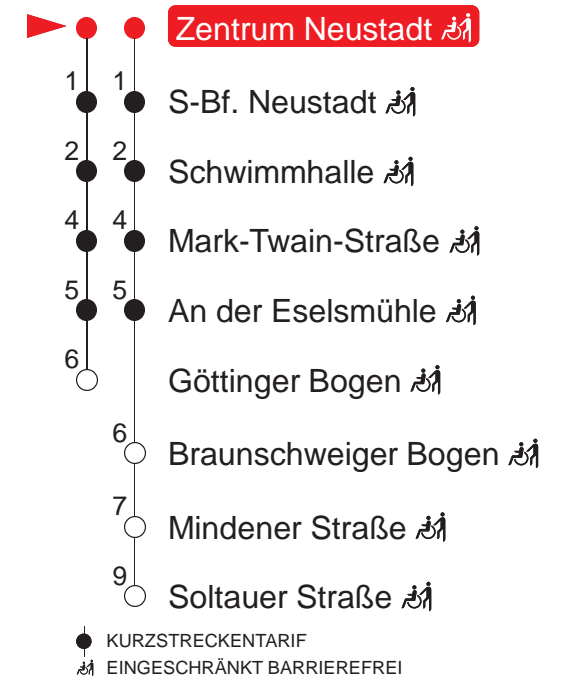 Zentrum Neustadt
1 1 S-Bf. Neustadt
2 2 Schwimmhalle
4 4 Mark-Twain-Straße
5 5 An der Eselsmühle
6 Göttinger Bogen
6 Braunschweiger Bogen
7 Mindener Straße
9 Soltauer Straße
KURZSTRECKENTARIF
EINGESCHRÄNKT BARRIEREFREI